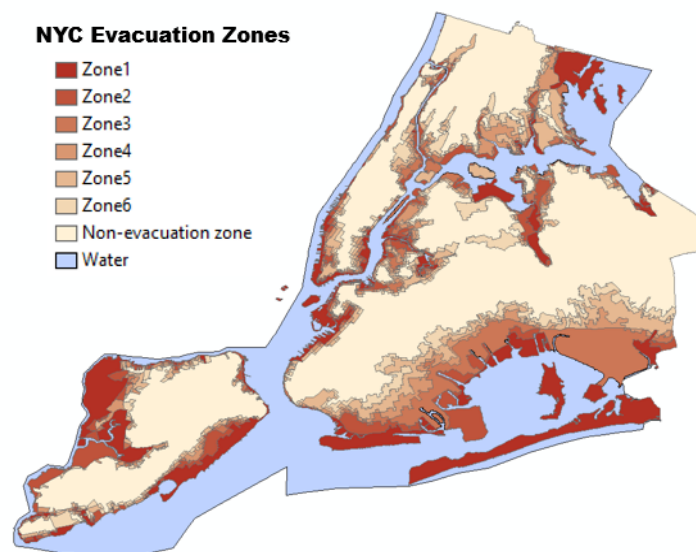 NYC Evacuation Zones
Zone1
Zone2
Zone3
Zone4
Zone5
Zone6
Non-evacuation zone
Water